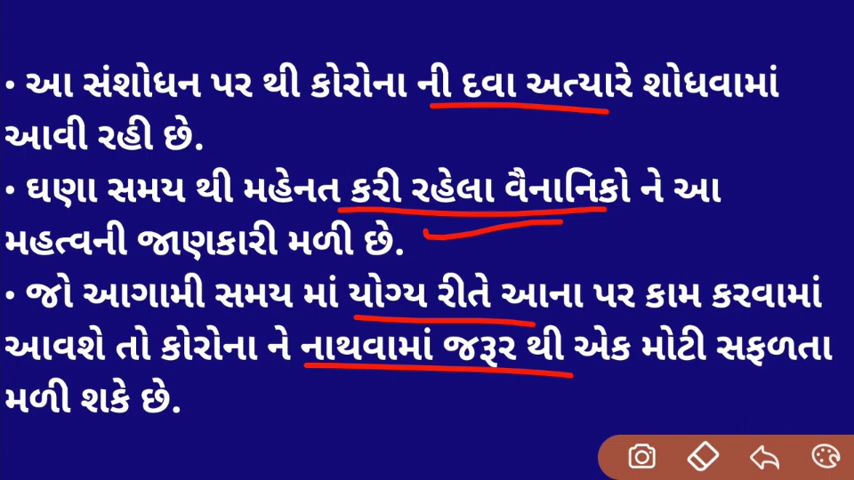 • આ સંશોધન પર થી કોરોના ની દવા અત્યારે શોધવામાં
આવી રહી છે.
• ઘણા સમય થી મહેનત કરી રહેલા વૈનાનિકો ને આ
મહત્વની જાણકારી મળી છે.
• જો આગામી સમય માં યોગ્ય રીતે આના પર કામ કરવામાં
આવશે તો કોરોના ને નાથવામાં જરૂર થી એક મોટી સફળતા
મળી શકે છે.